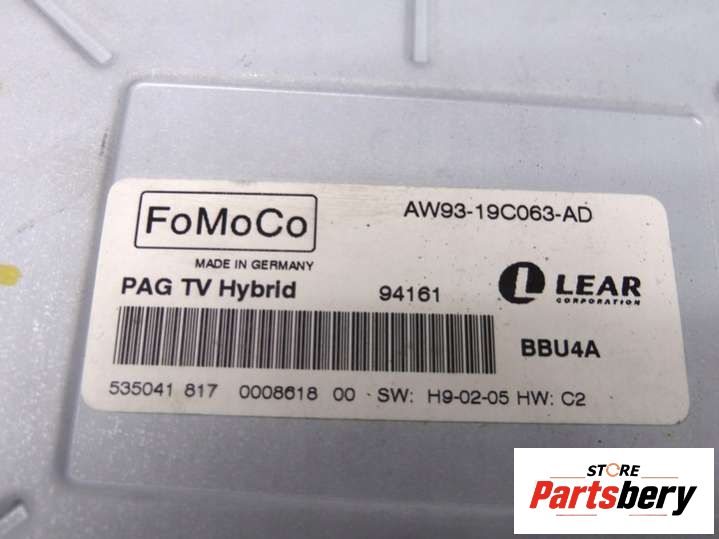 FoMoCo
AW93-19C063-AD
MADE IN GERMANY
PAG TV Hybrid 94161
LEAR
CORPORATION
BBU4A
535041 817 0008618 00 SW: H9-02-05 HW: C2
STORE
Partsbery